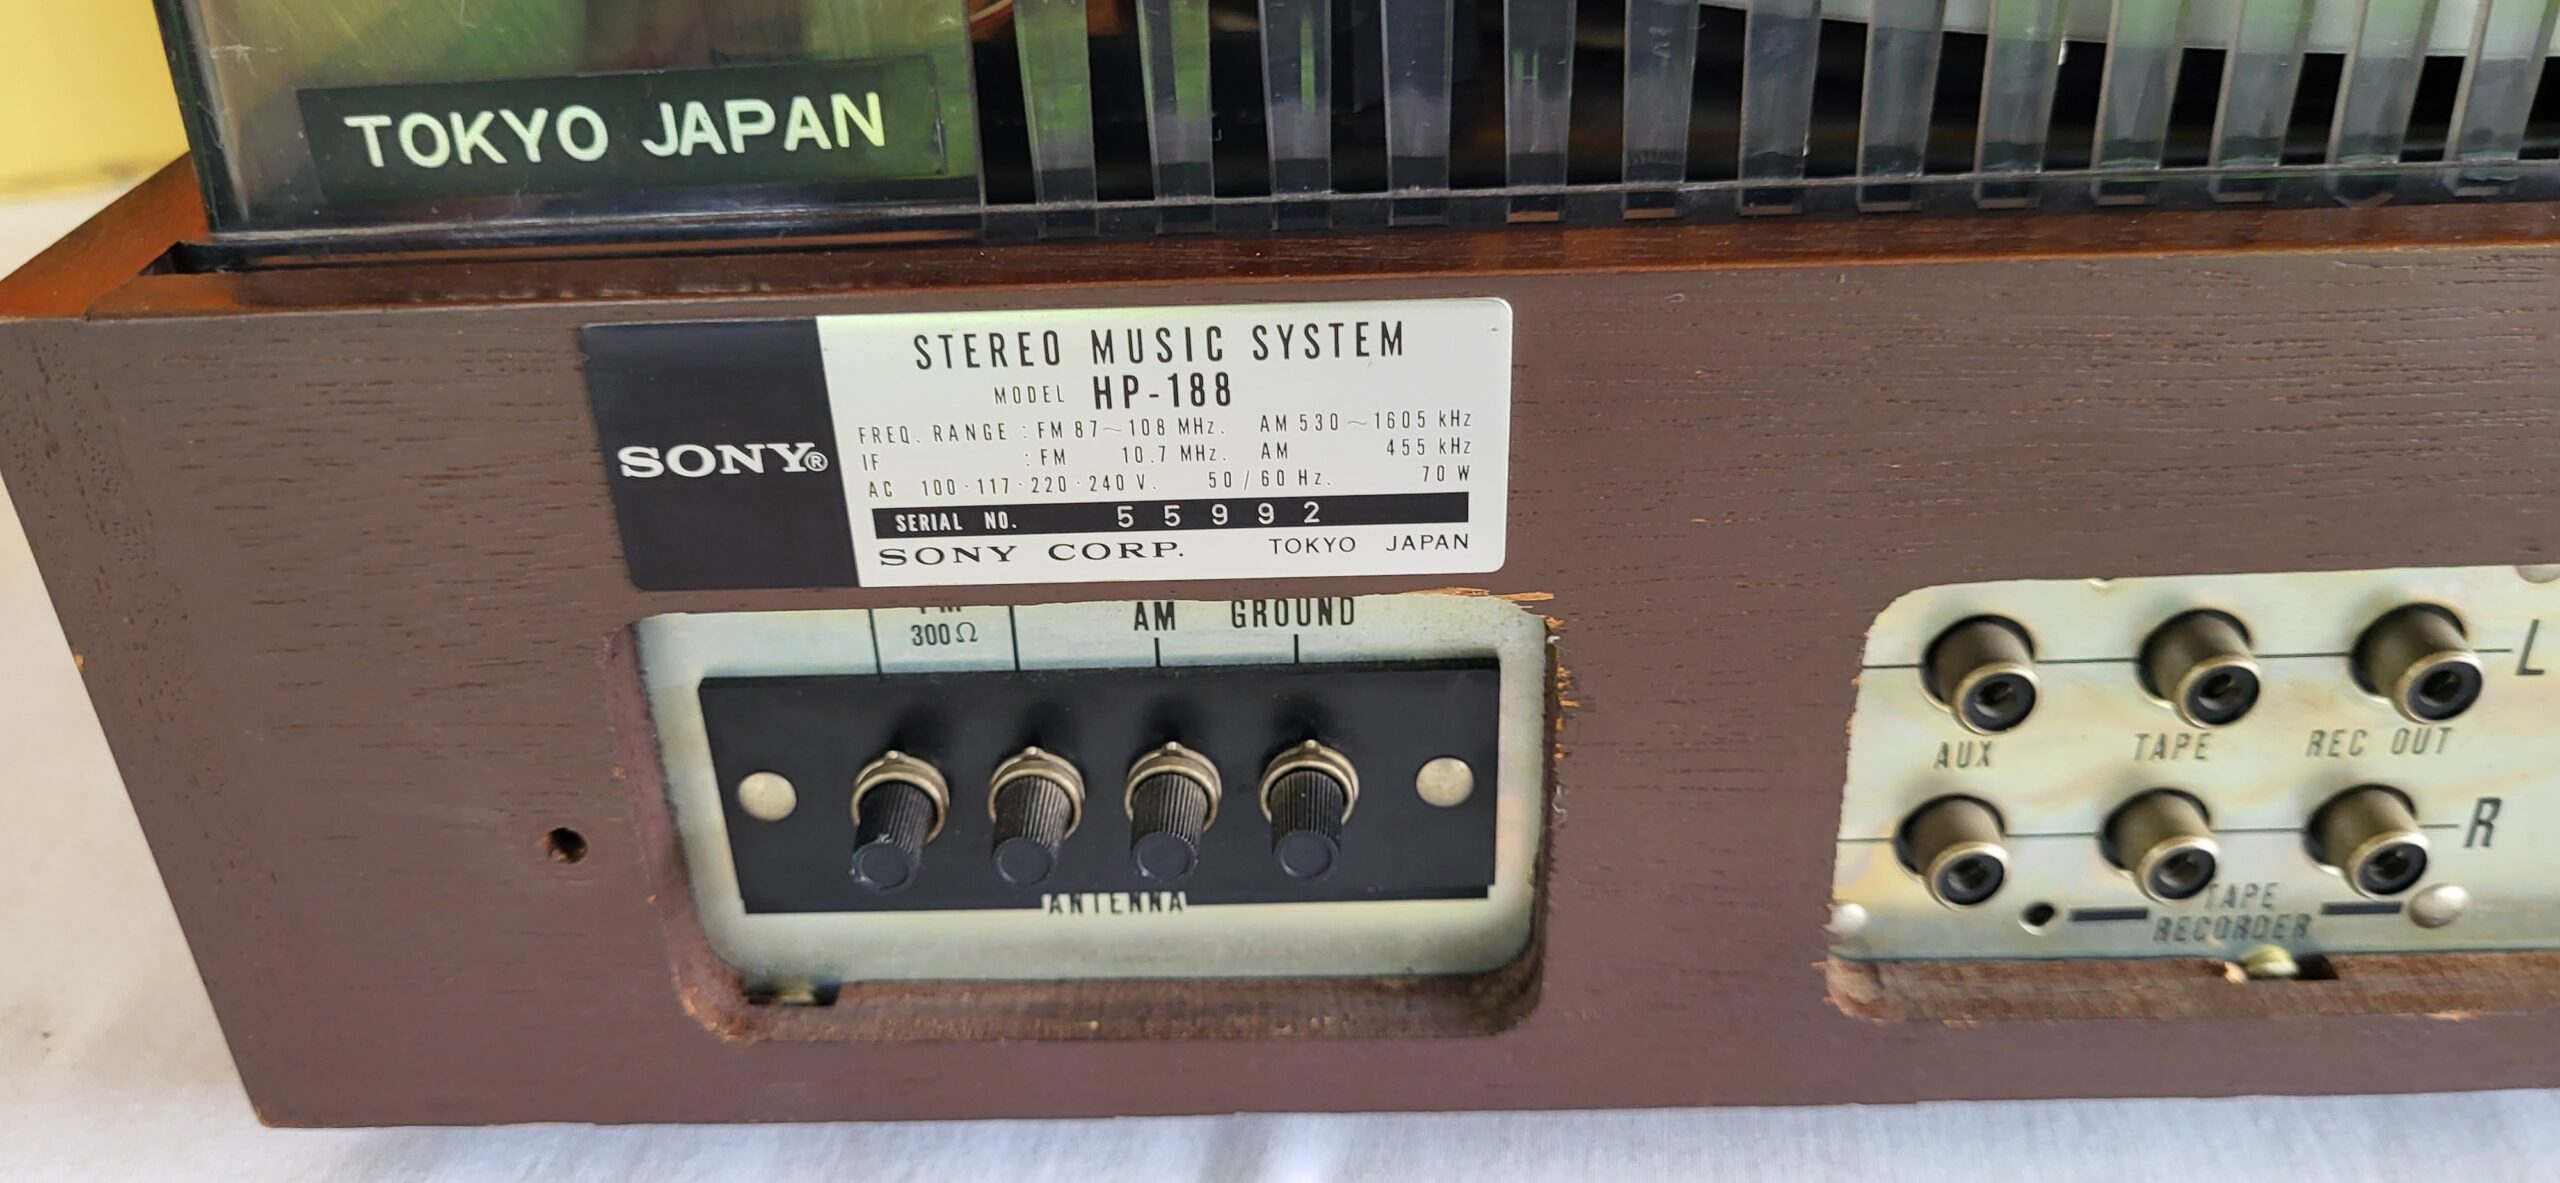 TOKYO JAPAN
STEREO MUSIC SYSTEM
MODEL HP-188
FREQ. RANGE : FM 87~108 MHz. AM 530~1605 kHz
IF : FM 10.7 MHz. AM 455 kHz
AC 100·117·220·240 V. 50/60 Hz. 70 W
SONY®
SERIAL NO. 55992
SONY CORP. TOKYO JAPAN
FM AM GROUND
300Ω
ANTENNA
L
AUX TAPE REC OUT
R
TAPE
RECORDER